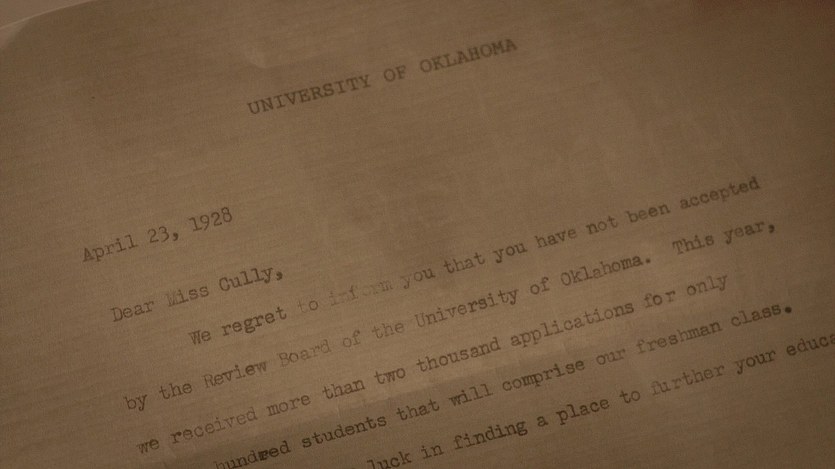 UNIVERSITY OF OKLAHOMA
April 23, 1928
Dear Miss Cully,
We regret to inform you that you have not been accepted
by the Review Board of the University of Oklahoma. This year,
we received more than two thousand applications for only
hundred students that will comprise our freshman class.
luck in finding a place to further your educa